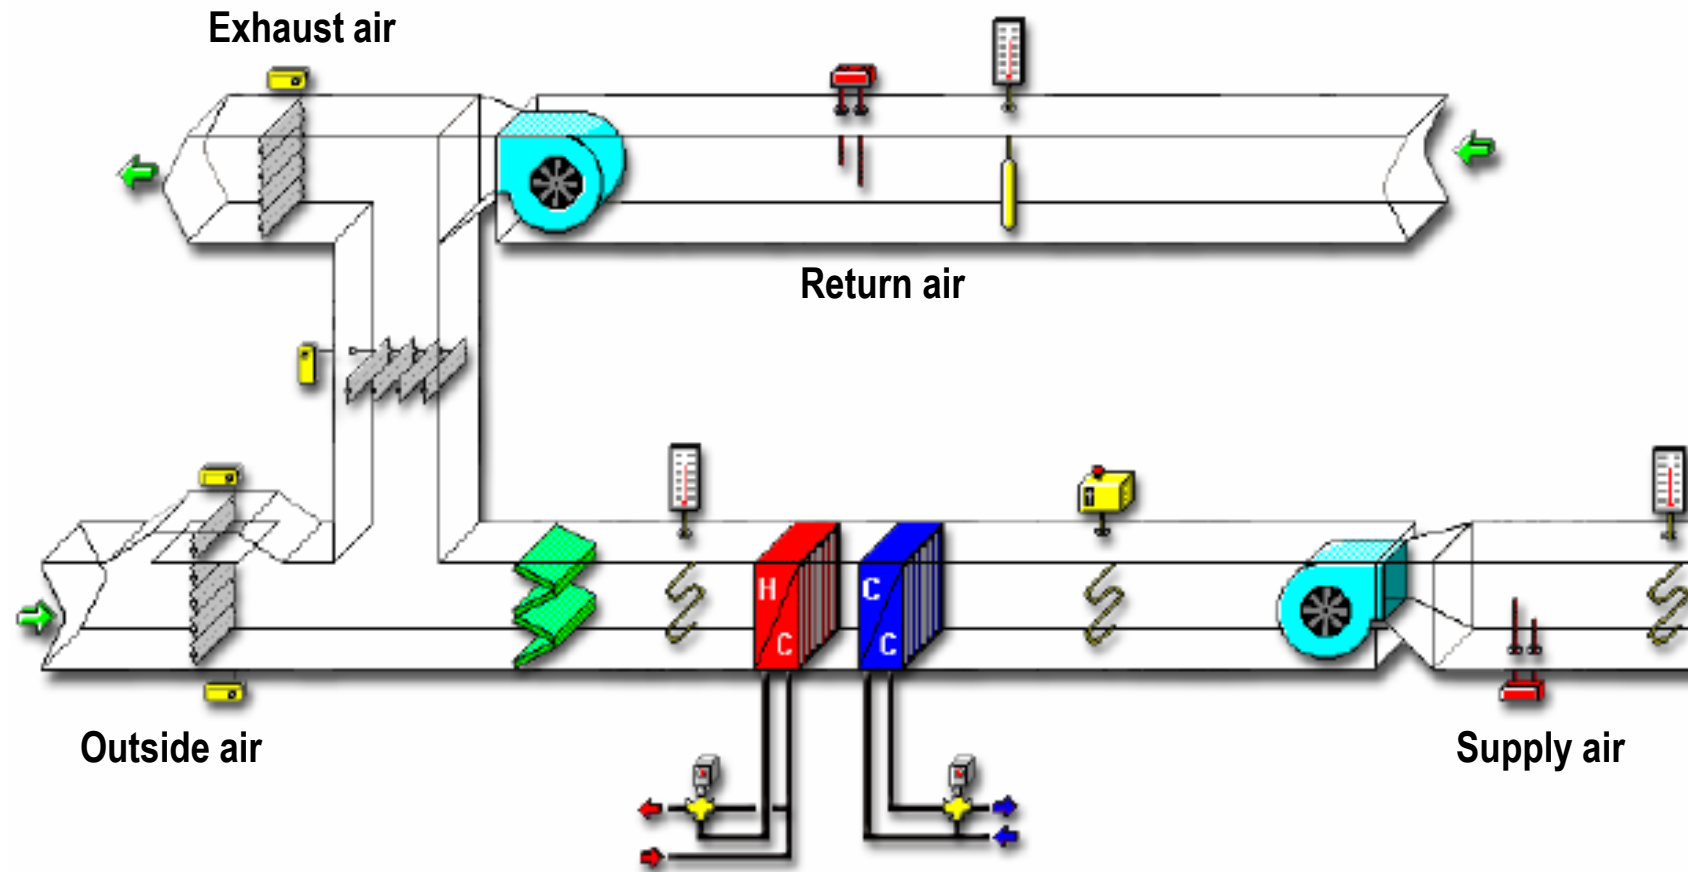 Exhaust air
Return air
H
C
C
C
Outside air
Supply air